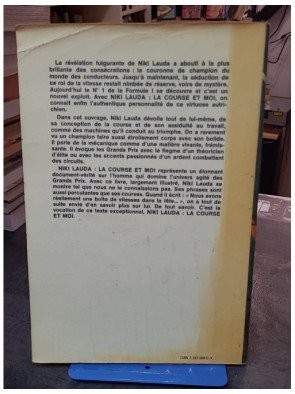 La révélation fulgurante de Niki Lauda a abouti à la plus
brillante des consécrations : la couronne de champion du
monde des conducteurs. Jusqu'à maintenant, la séduction de
ce roi de la vitesse restait nimbée de réserve, voire de mystère.
Aujourd'hui le N° 1 de la Formula 1 se découvre et c'est un
nouvel exploit. Avec NIKI LAUDA : LA COURSE ET MOI, on
connaît enfin l'authentique personnalité de ce virtuose autri-
chien.
Dans cet ouvrage, Niki Lauda dévoile tout de lui-même, de
sa conception de la course et de son assiduité au travail,
comme des machines qu'il conduit au triomphe. On a rarement
vu un champion faire aussi étroitement corps avec son bolide.
Il parle de la mécanique comme d'une matière vivante, frémis-
sante. Il évoque les Grands Prix avec le flegme d'un théoricien
d'élite ou avec les accents passionnés d'un ardent combattant
des circuits.
NIKI LAUDA : LA COURSE ET MOI représente un étonnant
document-vérité sur l'homme qui domine l'univers agité des
Grands Prix. Avec ce livre, largement illustré, Niki Lauda se
montre tel que nous ne le connaissions pas. Ses phrases sont
aussi percutantes que ses courses. Quand il écrit : « Nous avons
réellement une boîte de vitesses dans la tête... », on a tout de
suite envie d'en savoir plus sur lui. De tout savoir. C'est la
vocation de ce texte exceptionnel, NIKI LAUDA : LA COURSE
ET MOI.
ISBN